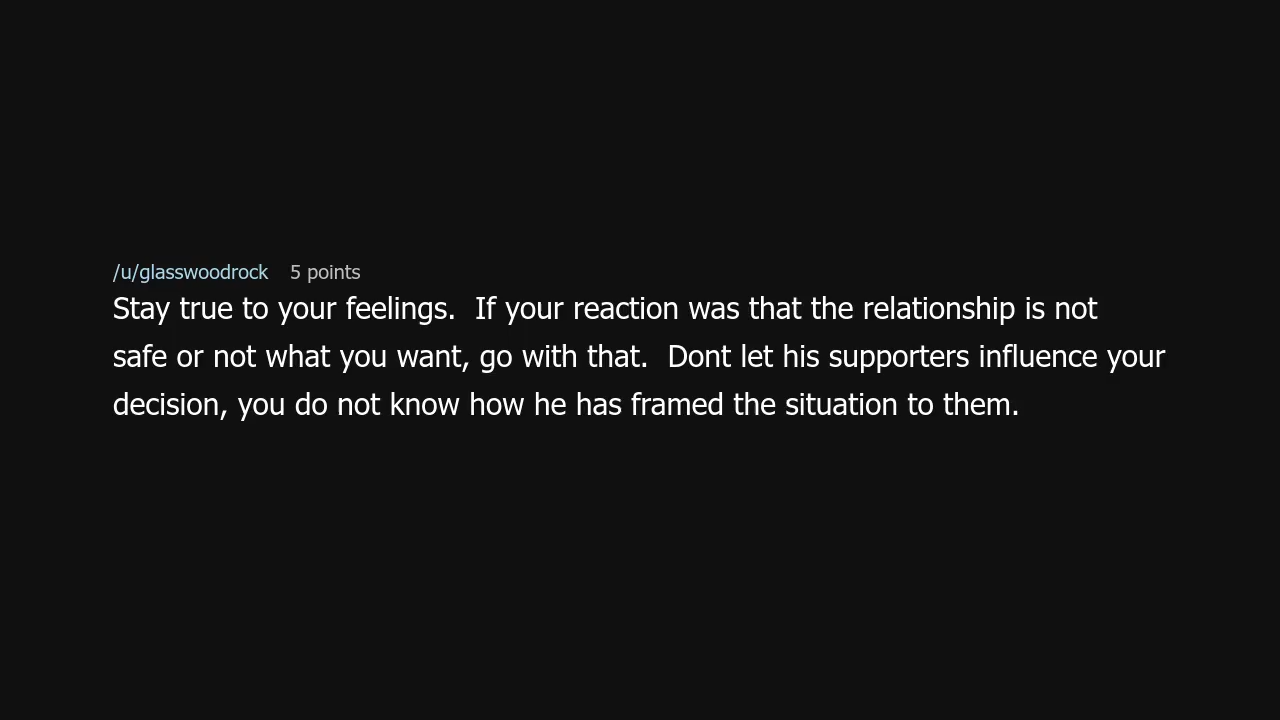 /u/glasswoodrock 5 points
Stay true to your feelings.  If your reaction was that the relationship is not
safe or not what you want, go with that.  Dont let his supporters influence your
decision, you do not know how he has framed the situation to them.